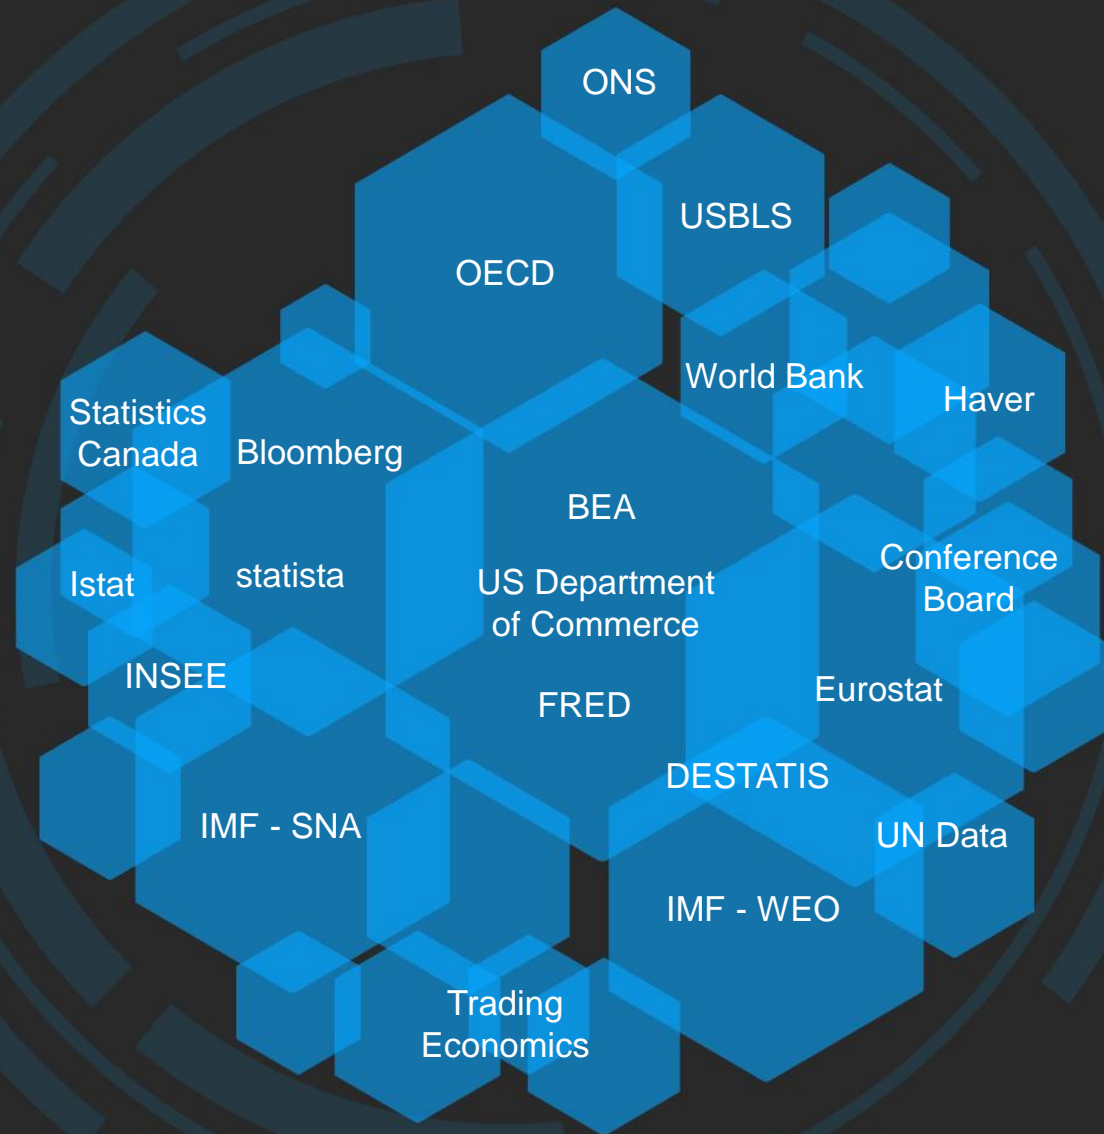 ONS
USBLS
OECD
World Bank
Haver
Statistics
Canada
Bloomberg
BEA
Conference
Board
Istat
statista
US Department
of Commerce
INSEE
Eurostat
FRED
DESTATIS
IMF - SNA
UN Data
IMF - WEO
Trading
Economics